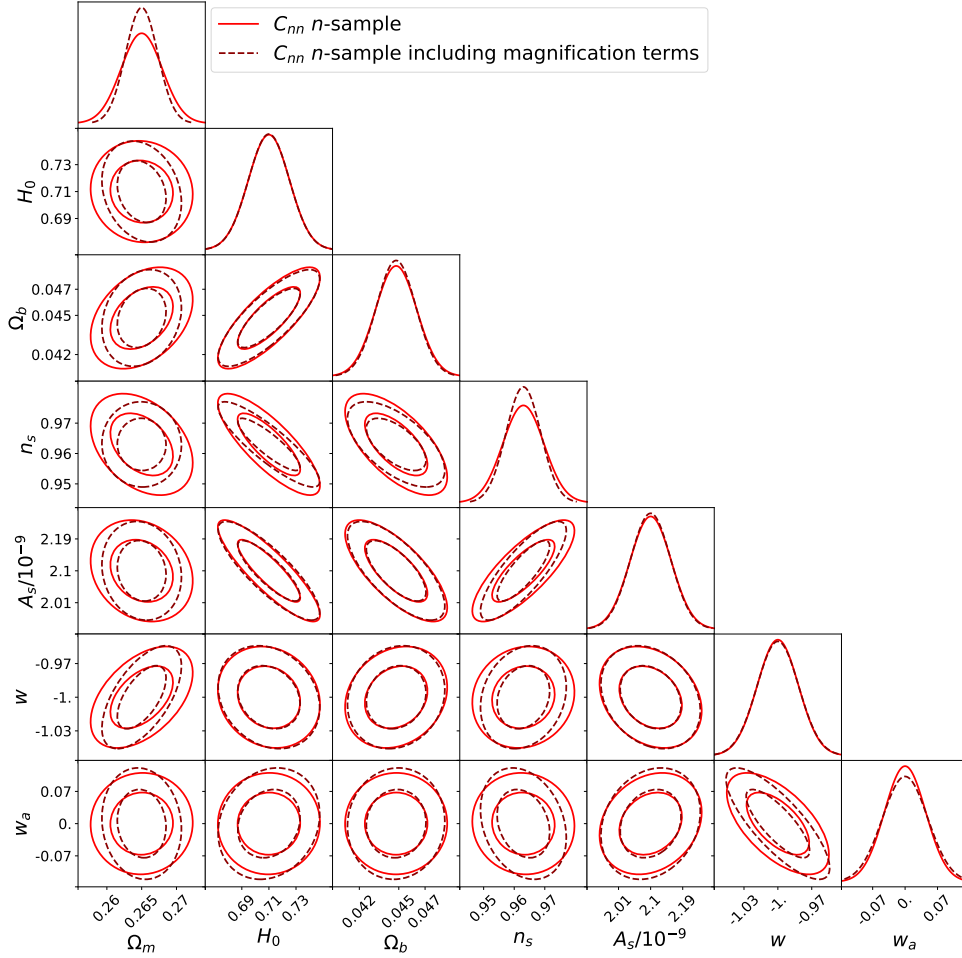 C_{nn} n-sample
C_{nn} n-sample including magnification terms
0.73
0.71
0.69
H_0
0.047
0.045
0.042
Ω_b
0.97
0.96
0.95
n_s
2.19
2.1
2.01
A_s/10^{-9}
-0.97
-1.
-1.03
w
0.07
0.
-0.07
w_a
0.26 0.265 0.27 0.69 0.71 0.73 0.042 0.045 0.047 0.95 0.96 0.97 2.01 2.1 2.19 -1.03 -1. -0.97 -0.07 0. 0.07
Ω_m H_0 Ω_b n_s A_s/10^{-9} w w_a